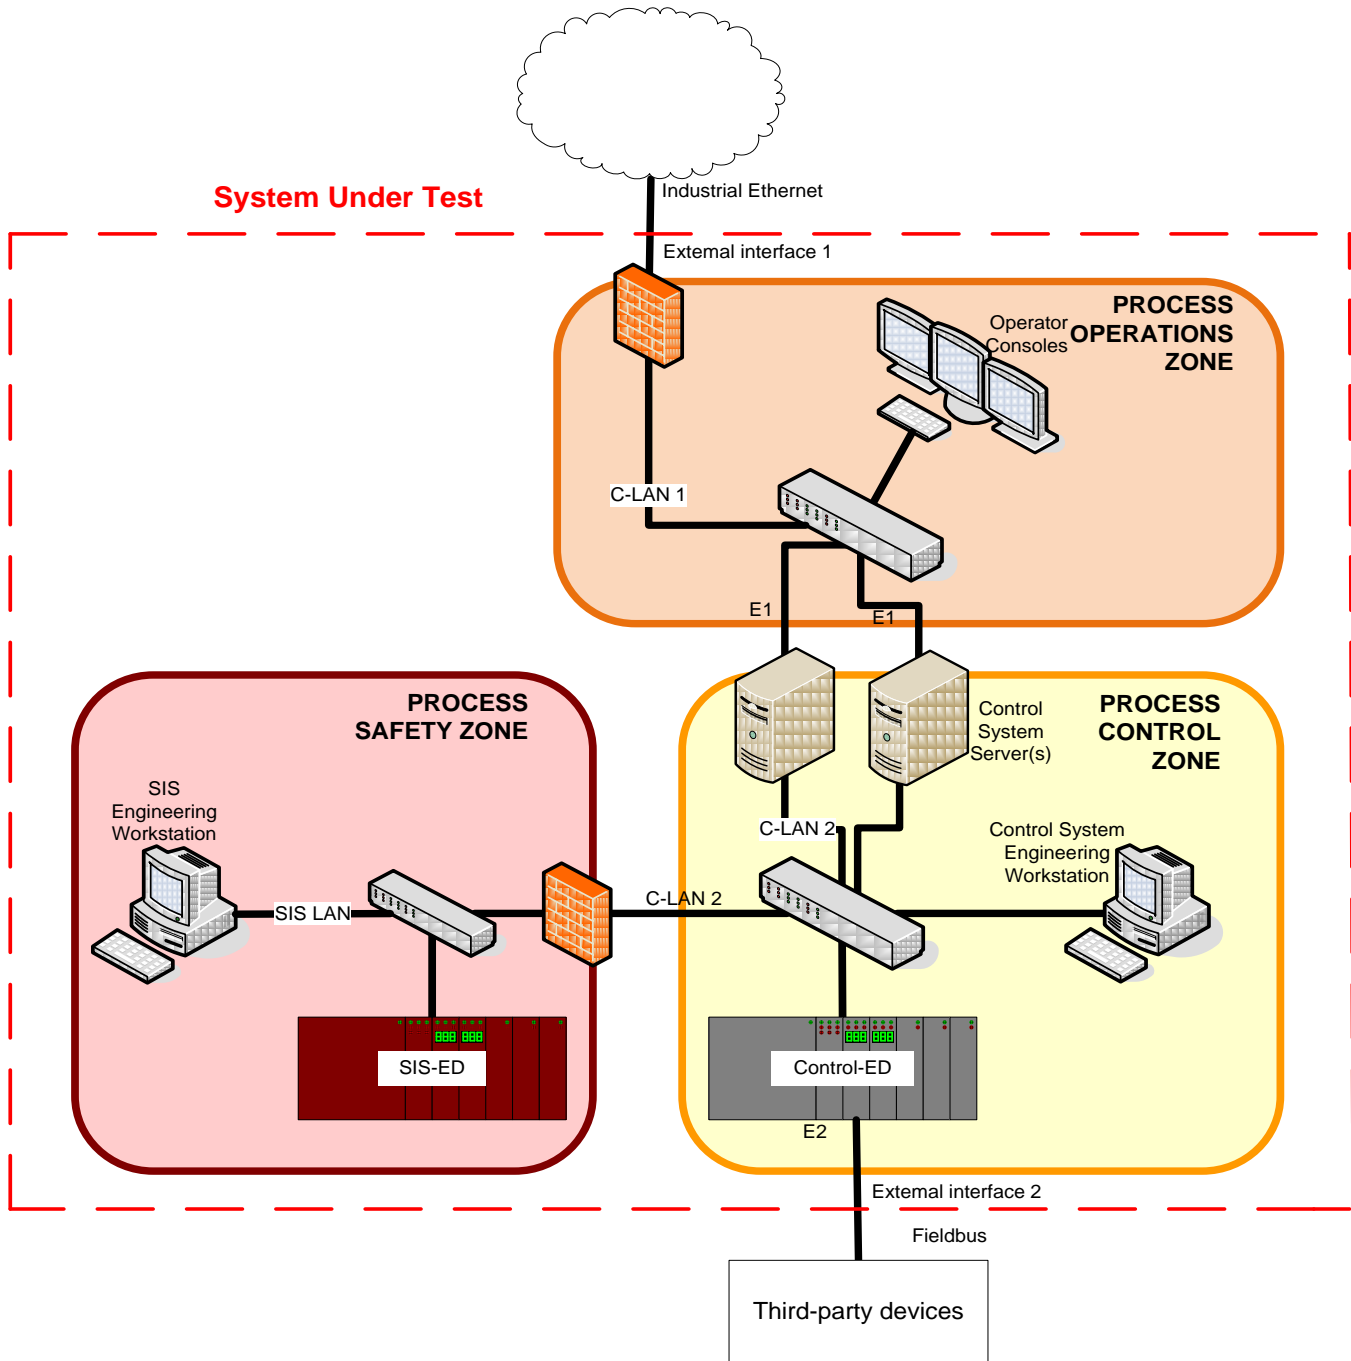 Industrial Ethernet
System Under Test
External interface 1
PROCESS
OPERATIONS
ZONE
Operator
Consoles
C-LAN 1
E1
E1
PROCESS
SAFETY ZONE
PROCESS
CONTROL
ZONE
Control
System
Server(s)
SIS
Engineering
Workstation
C-LAN 2
Control System
Engineering
Workstation
C-LAN 2
SIS LAN
SIS-ED
Control-ED
E2
External interface 2
Fieldbus
Third-party devices